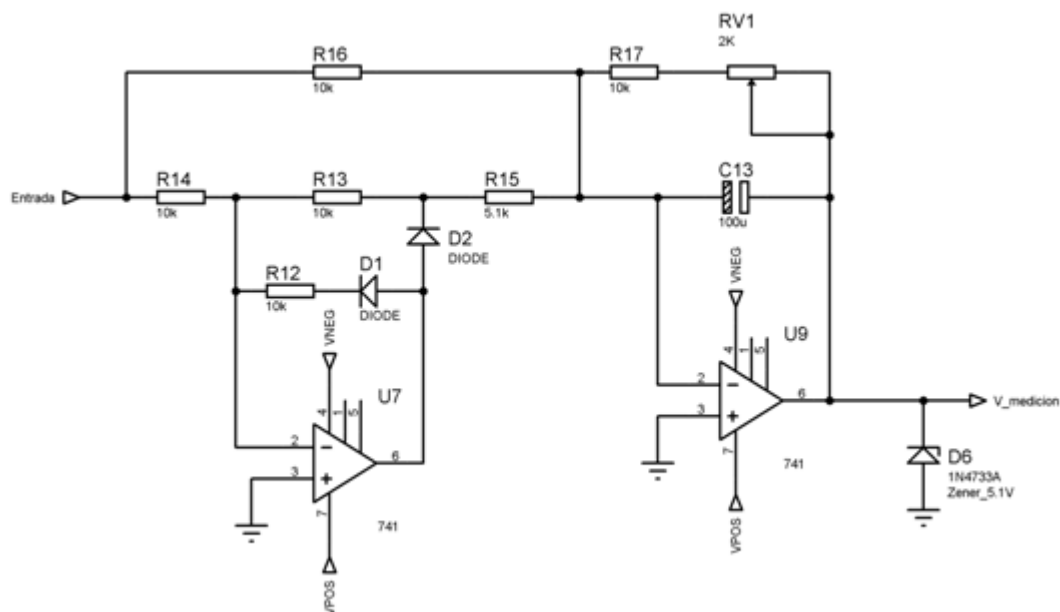 RV1
2K
R16
10k
R17
10k
Entrada
R14
10k
R13
10k
R15
5.1k
C13
100u
D2
DIODE
R12
10k
D1
DIODE
VNEG
4
1
5
U7
2
3
6
7
741
VPOS
VNEG
4
1
5
U9
2
3
6
7
741
VPOS
V_medicion
D6
1N4733A
Zener_5.1V